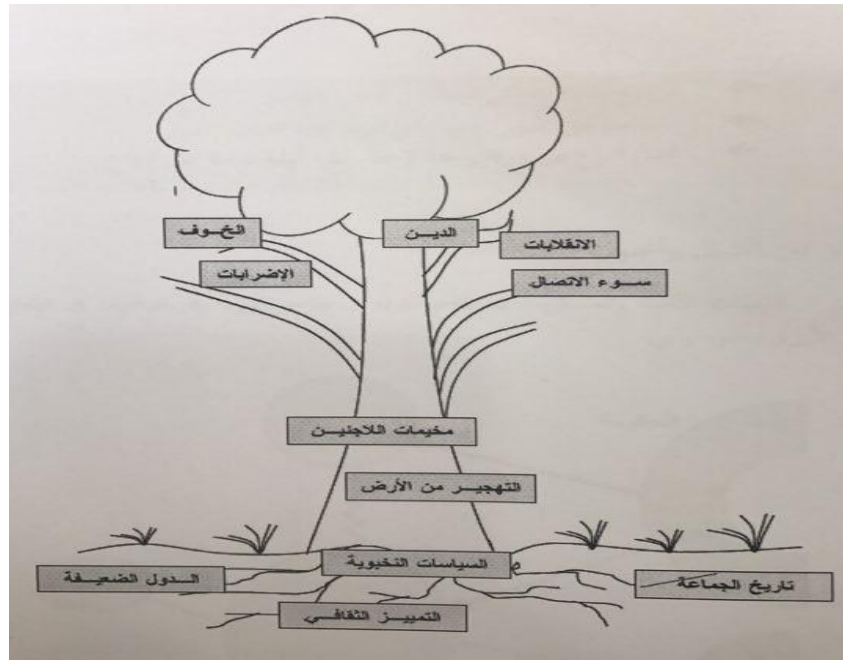 الخوف
الدين
الانقلابات
الإضرابات
سوء الاتصال
مخيمات اللاجئين
التهجير من الأرض
السياسات النخبوية
الدول الضعيفة
تاريخ الجماعة
التمييز الثقافي